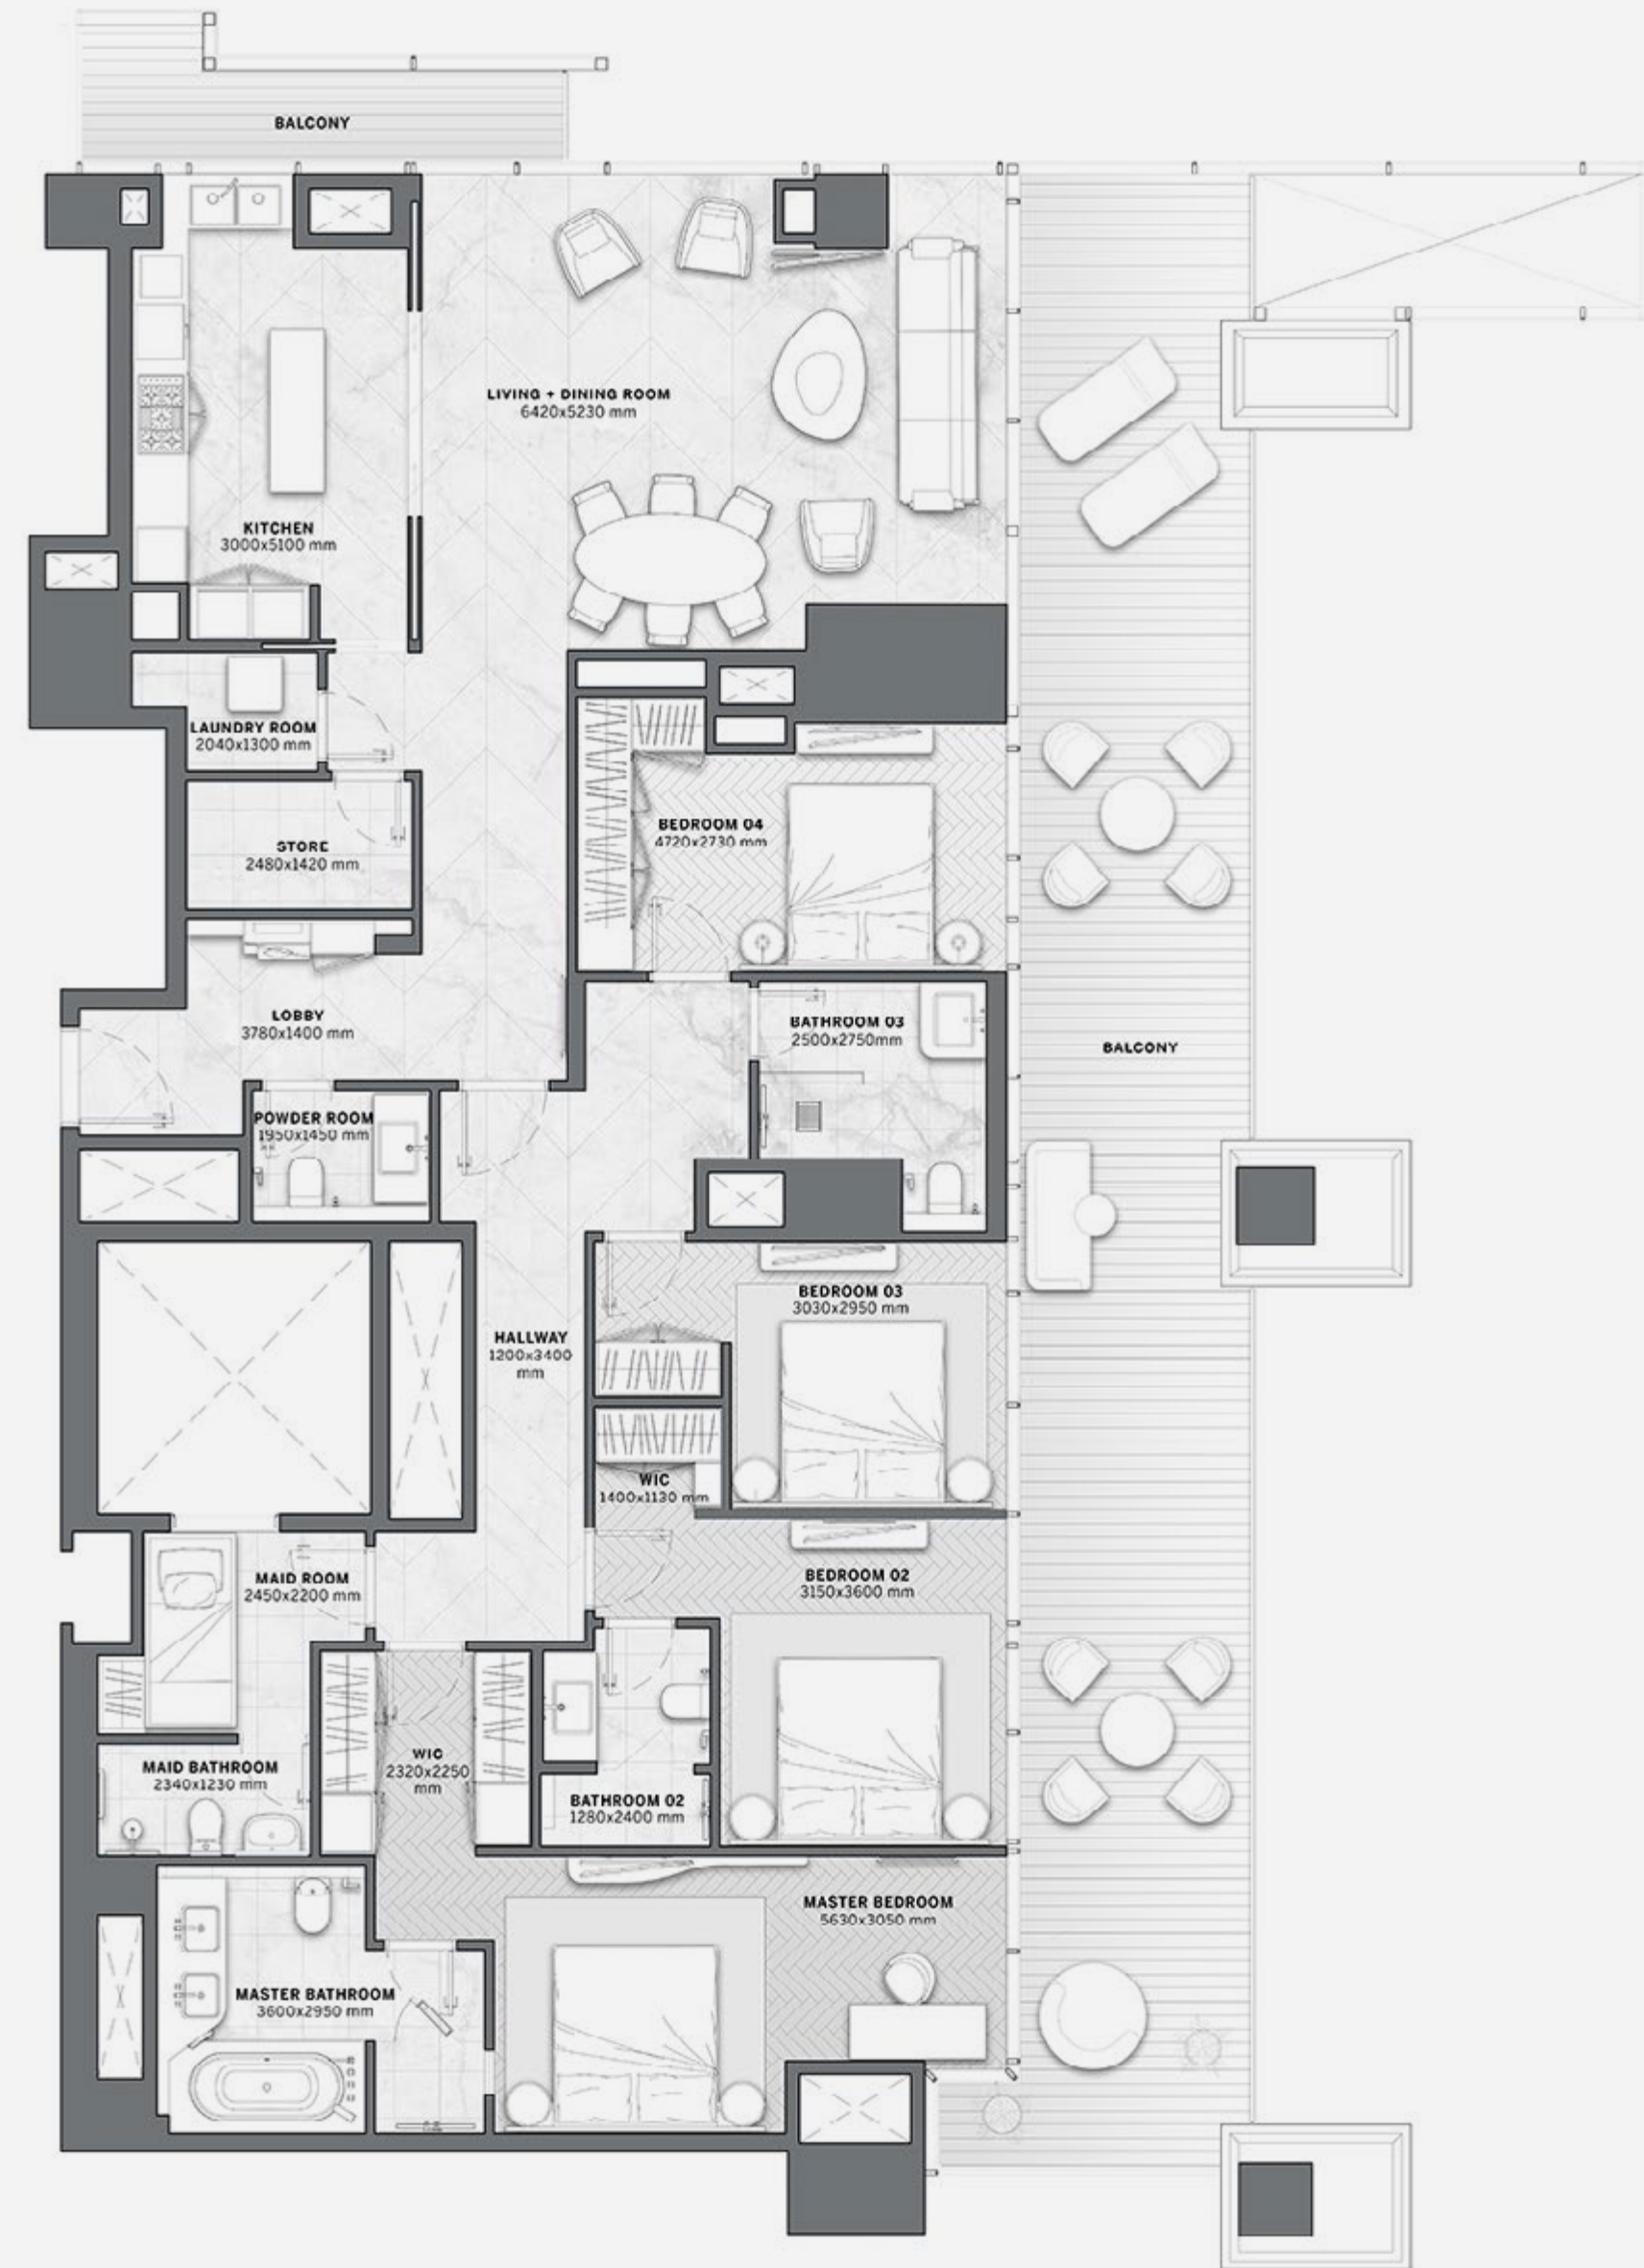 BALCONY
LIVING + DINING ROOM
6420x5230 mm
KITCHEN
3000x5100 mm
LAUNDRY ROOM
2040x1300 mm
STORE
2480x1420 mm
BEDROOM 04
4720x2730 mm
LOBBY
3780x1400 mm
BATHROOM 03
2500x2750mm
BALCONY
POWDER ROOM
1950x1450 mm
BEDROOM 03
3030x2950 mm
HALLWAY
1200x3400
mm
WIC
1400x1130 mm
MAID ROOM
2450x2200 mm
BEDROOM 02
3150x3600 mm
MAID BATHROOM
2340x1230 mm
WIC
2320x2250
mm
BATHROOM 02
1280x2400 mm
MASTER BEDROOM
5630x3050 mm
MASTER BATHROOM
3600x2950 mm